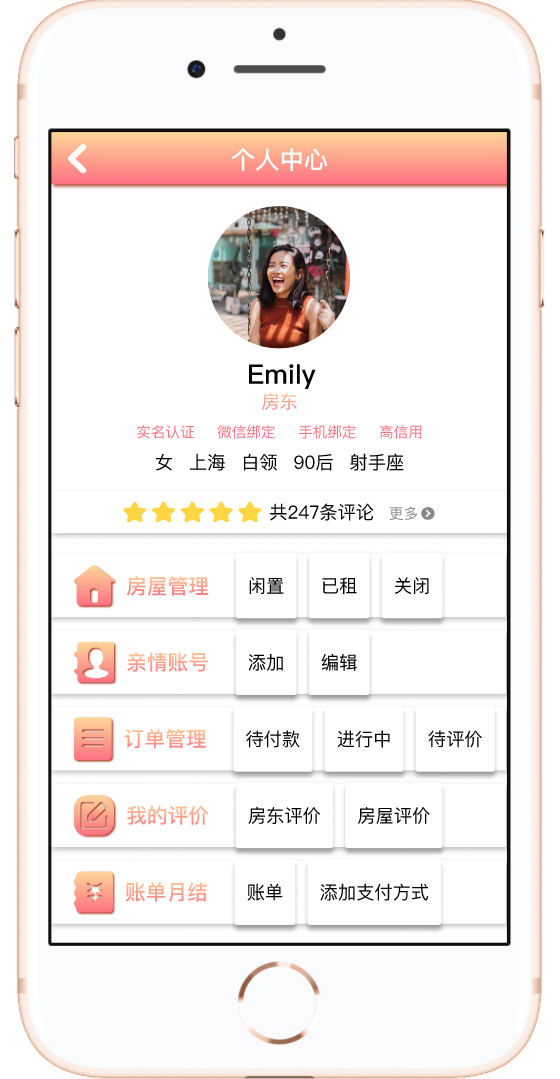 个人中心
Emily
房东
实名认证 微信绑定 手机绑定 高信用
女 上海 白领 90后 射手座
共247条评论 更多
房屋管理 闲置 已租 关闭
亲情账号 添加 编辑
订单管理 待付款 进行中 待评价
我的评价 房东评价 房屋评价
账单月结 账单 添加支付方式